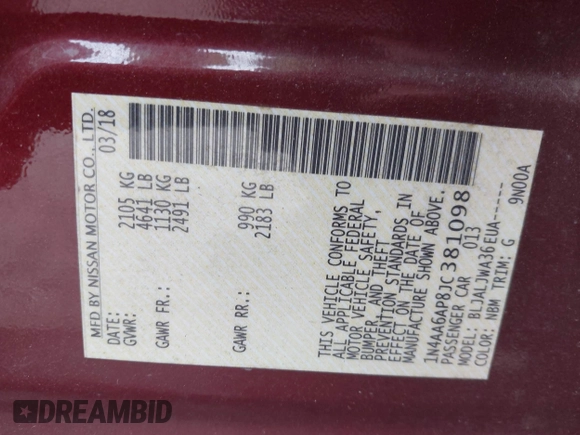 MFD BY NISSAN MOTOR CO., LTD.
DATE: 03/18
GVWR: 2105 KG
4641 LB
GAWR FR.: 1130 KG
2491 LB
GAWR RR.: 990 KG
2183 LB
THIS VEHICLE CONFORMS TO
ALL APPLICABLE FEDERAL
MOTOR VEHICLE SAFETY,
BUMPER, AND THEFT
PREVENTION STANDARDS IN
EFFECT ON THE DATE OF
MANUFACTURE SHOWN ABOVE.
1N4AA6AP8JC381098
PASSENGER CAR 013
MODEL: BLJALJWA36EUA-----
COLOR: NBM TRIM: G 9N00A
DREAMBID